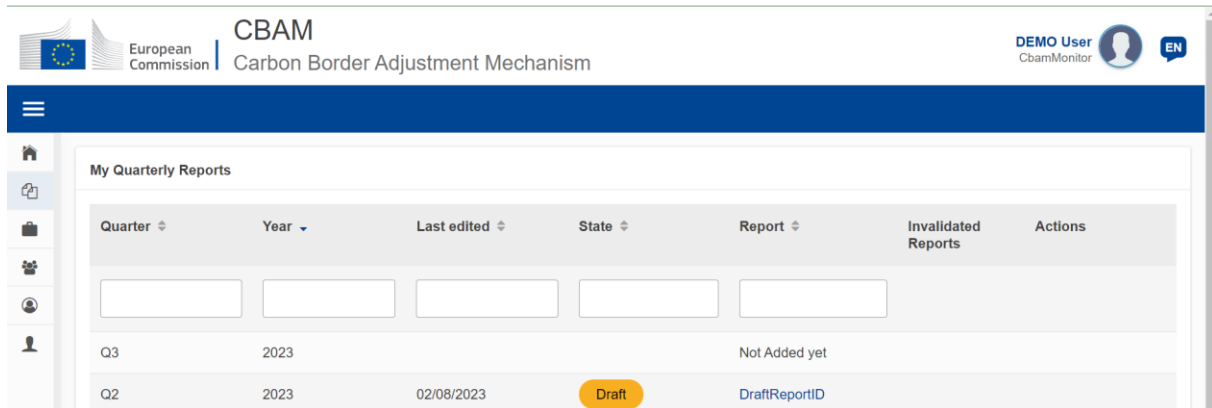 European
Commission
CBAM
Carbon Border Adjustment Mechanism
DEMO User
CbamMonitor
EN
My Quarterly Reports
Quarter Year Last edited State Report Invalidated Reports Actions
Q3 2023 Not Added yet
Q2 2023 02/08/2023 Draft DraftReportID